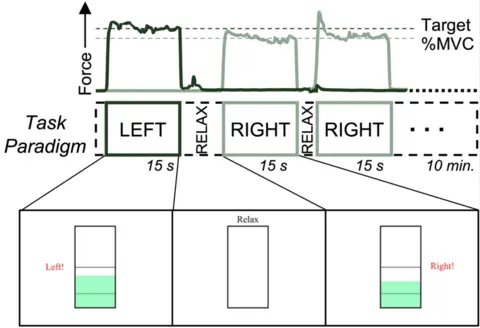 Force
Target
%MVC
Task
Paradigm
LEFT
RELAX
RIGHT
RELAX
RIGHT
...
15 s
15 s
15 s
10 min.
Relax
Left!
Right!